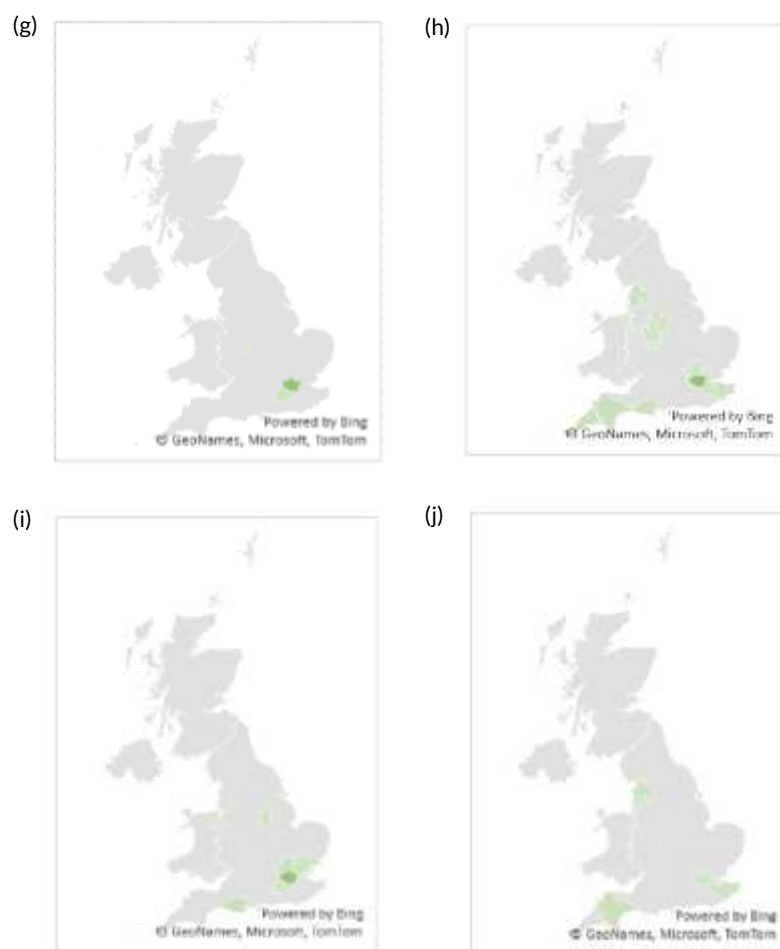 (g)
(h)
Powered by Bing
© GeoNames, Microsoft, TomTom
Powered by Bing
© GeoNames, Microsoft, TomTom
(i)
(j)
Powered by Bing
© GeoNames, Microsoft, TomTom
Powered by Bing
© GeoNames, Microsoft, TomTom